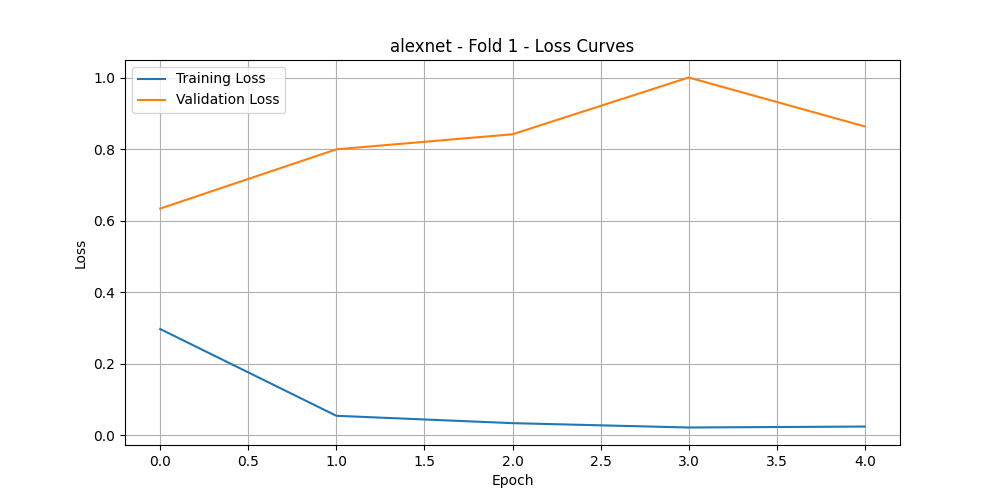 alexnet - Fold 1 - Loss Curves
Training Loss
Validation Loss
1.0
0.8
0.6
0.4
0.2
0.0
Loss
0.0 0.5 1.0 1.5 2.0 2.5 3.0 3.5 4.0
Epoch